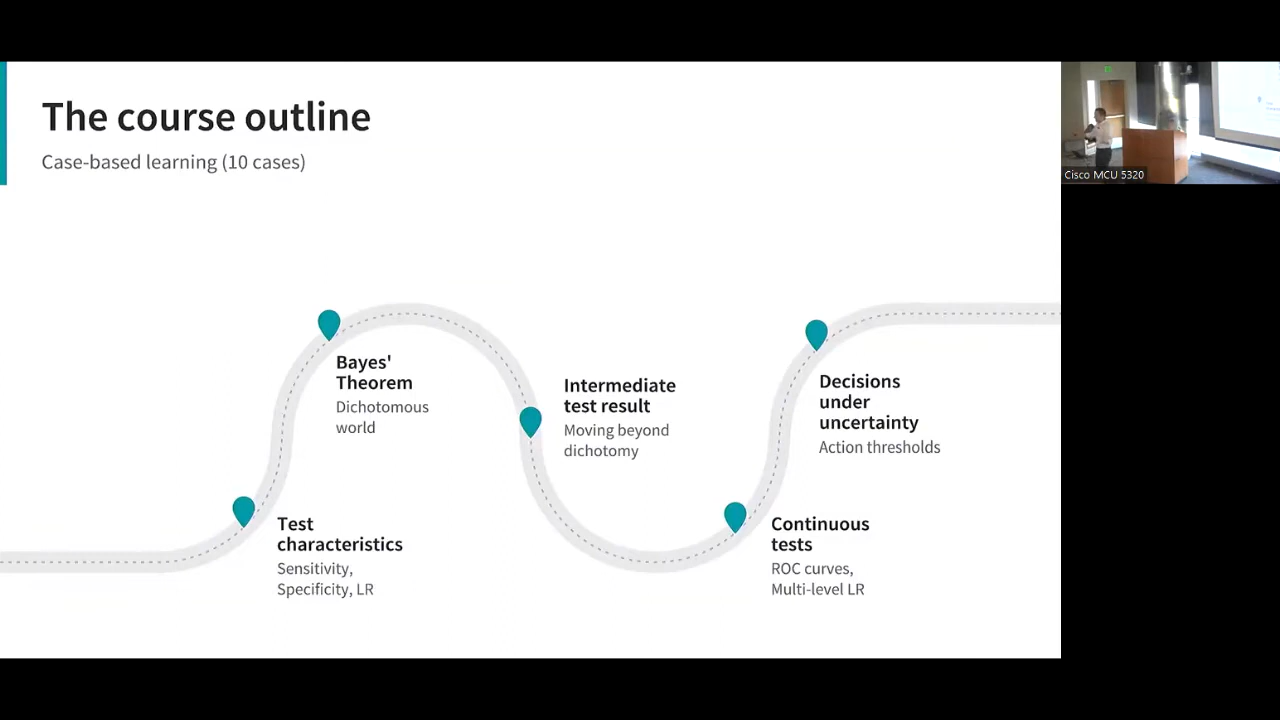 The course outline
Case-based learning (10 cases)
Cisco MCU 5320
Bayes'
Theorem
Dichotomous
world
Intermediate
test result
Moving beyond
dichotomy
Decisions
under
uncertainty
Action thresholds
Test
characteristics
Sensitivity,
Specificity, LR
Continuous
tests
ROC curves,
Multi-level LR